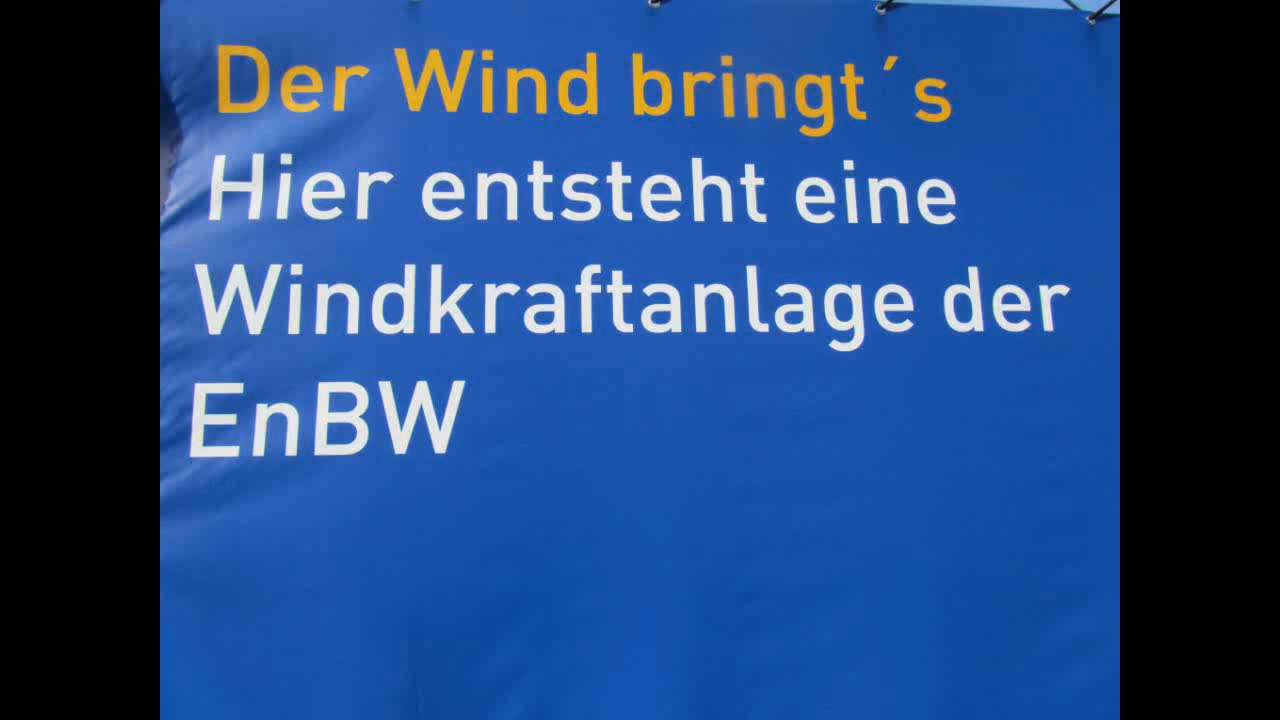 Der Wind bringt´s
Hier entsteht eine
Windkraftanlage der
EnBW